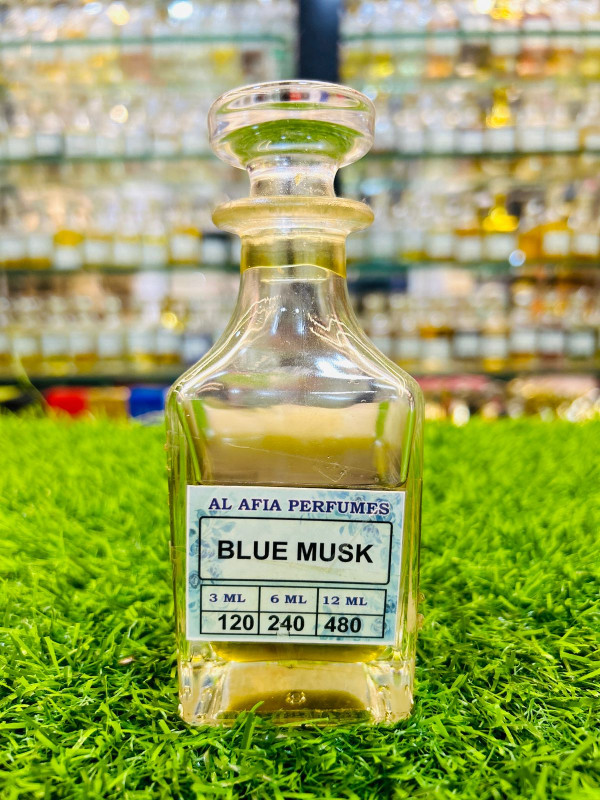 AL AFIA PERFUMES
BLUE MUSK
3 ML 6 ML 12 ML
120 240 480